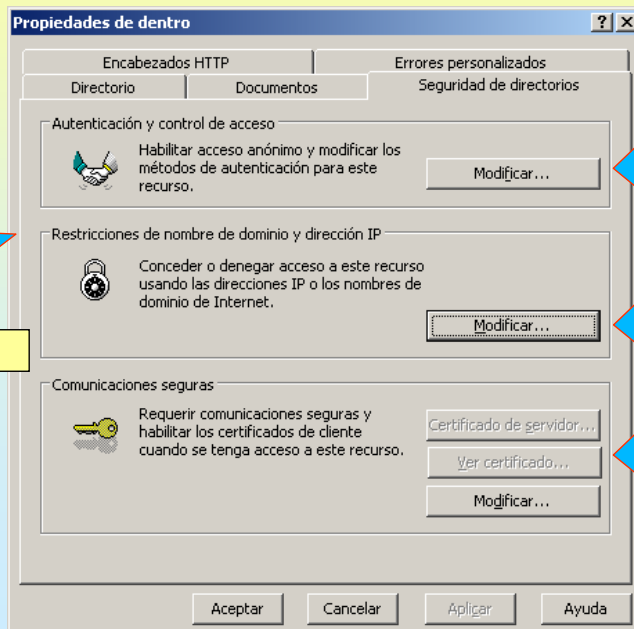 Propiedades de dentro
Encabezados HTTP
Errores personalizados
Directorio
Documentos
Seguridad de directorios
Autenticación y control de acceso
Habilitar acceso anónimo y modificar los
métodos de autenticación para este
recurso.
Modificar...
Restricciones de nombre de dominio y dirección IP
Conceder o denegar acceso a este recurso
usando las direcciones IP o los nombres de
dominio de Internet.
Modificar...
Comunicaciones seguras
Requerir comunicaciones seguras y
habilitar los certificados de cliente
cuando se tenga acceso a este recurso.
Certificado de servidor...
Ver certificado...
Modificar...
Aceptar
Cancelar
Aplicar
Ayuda